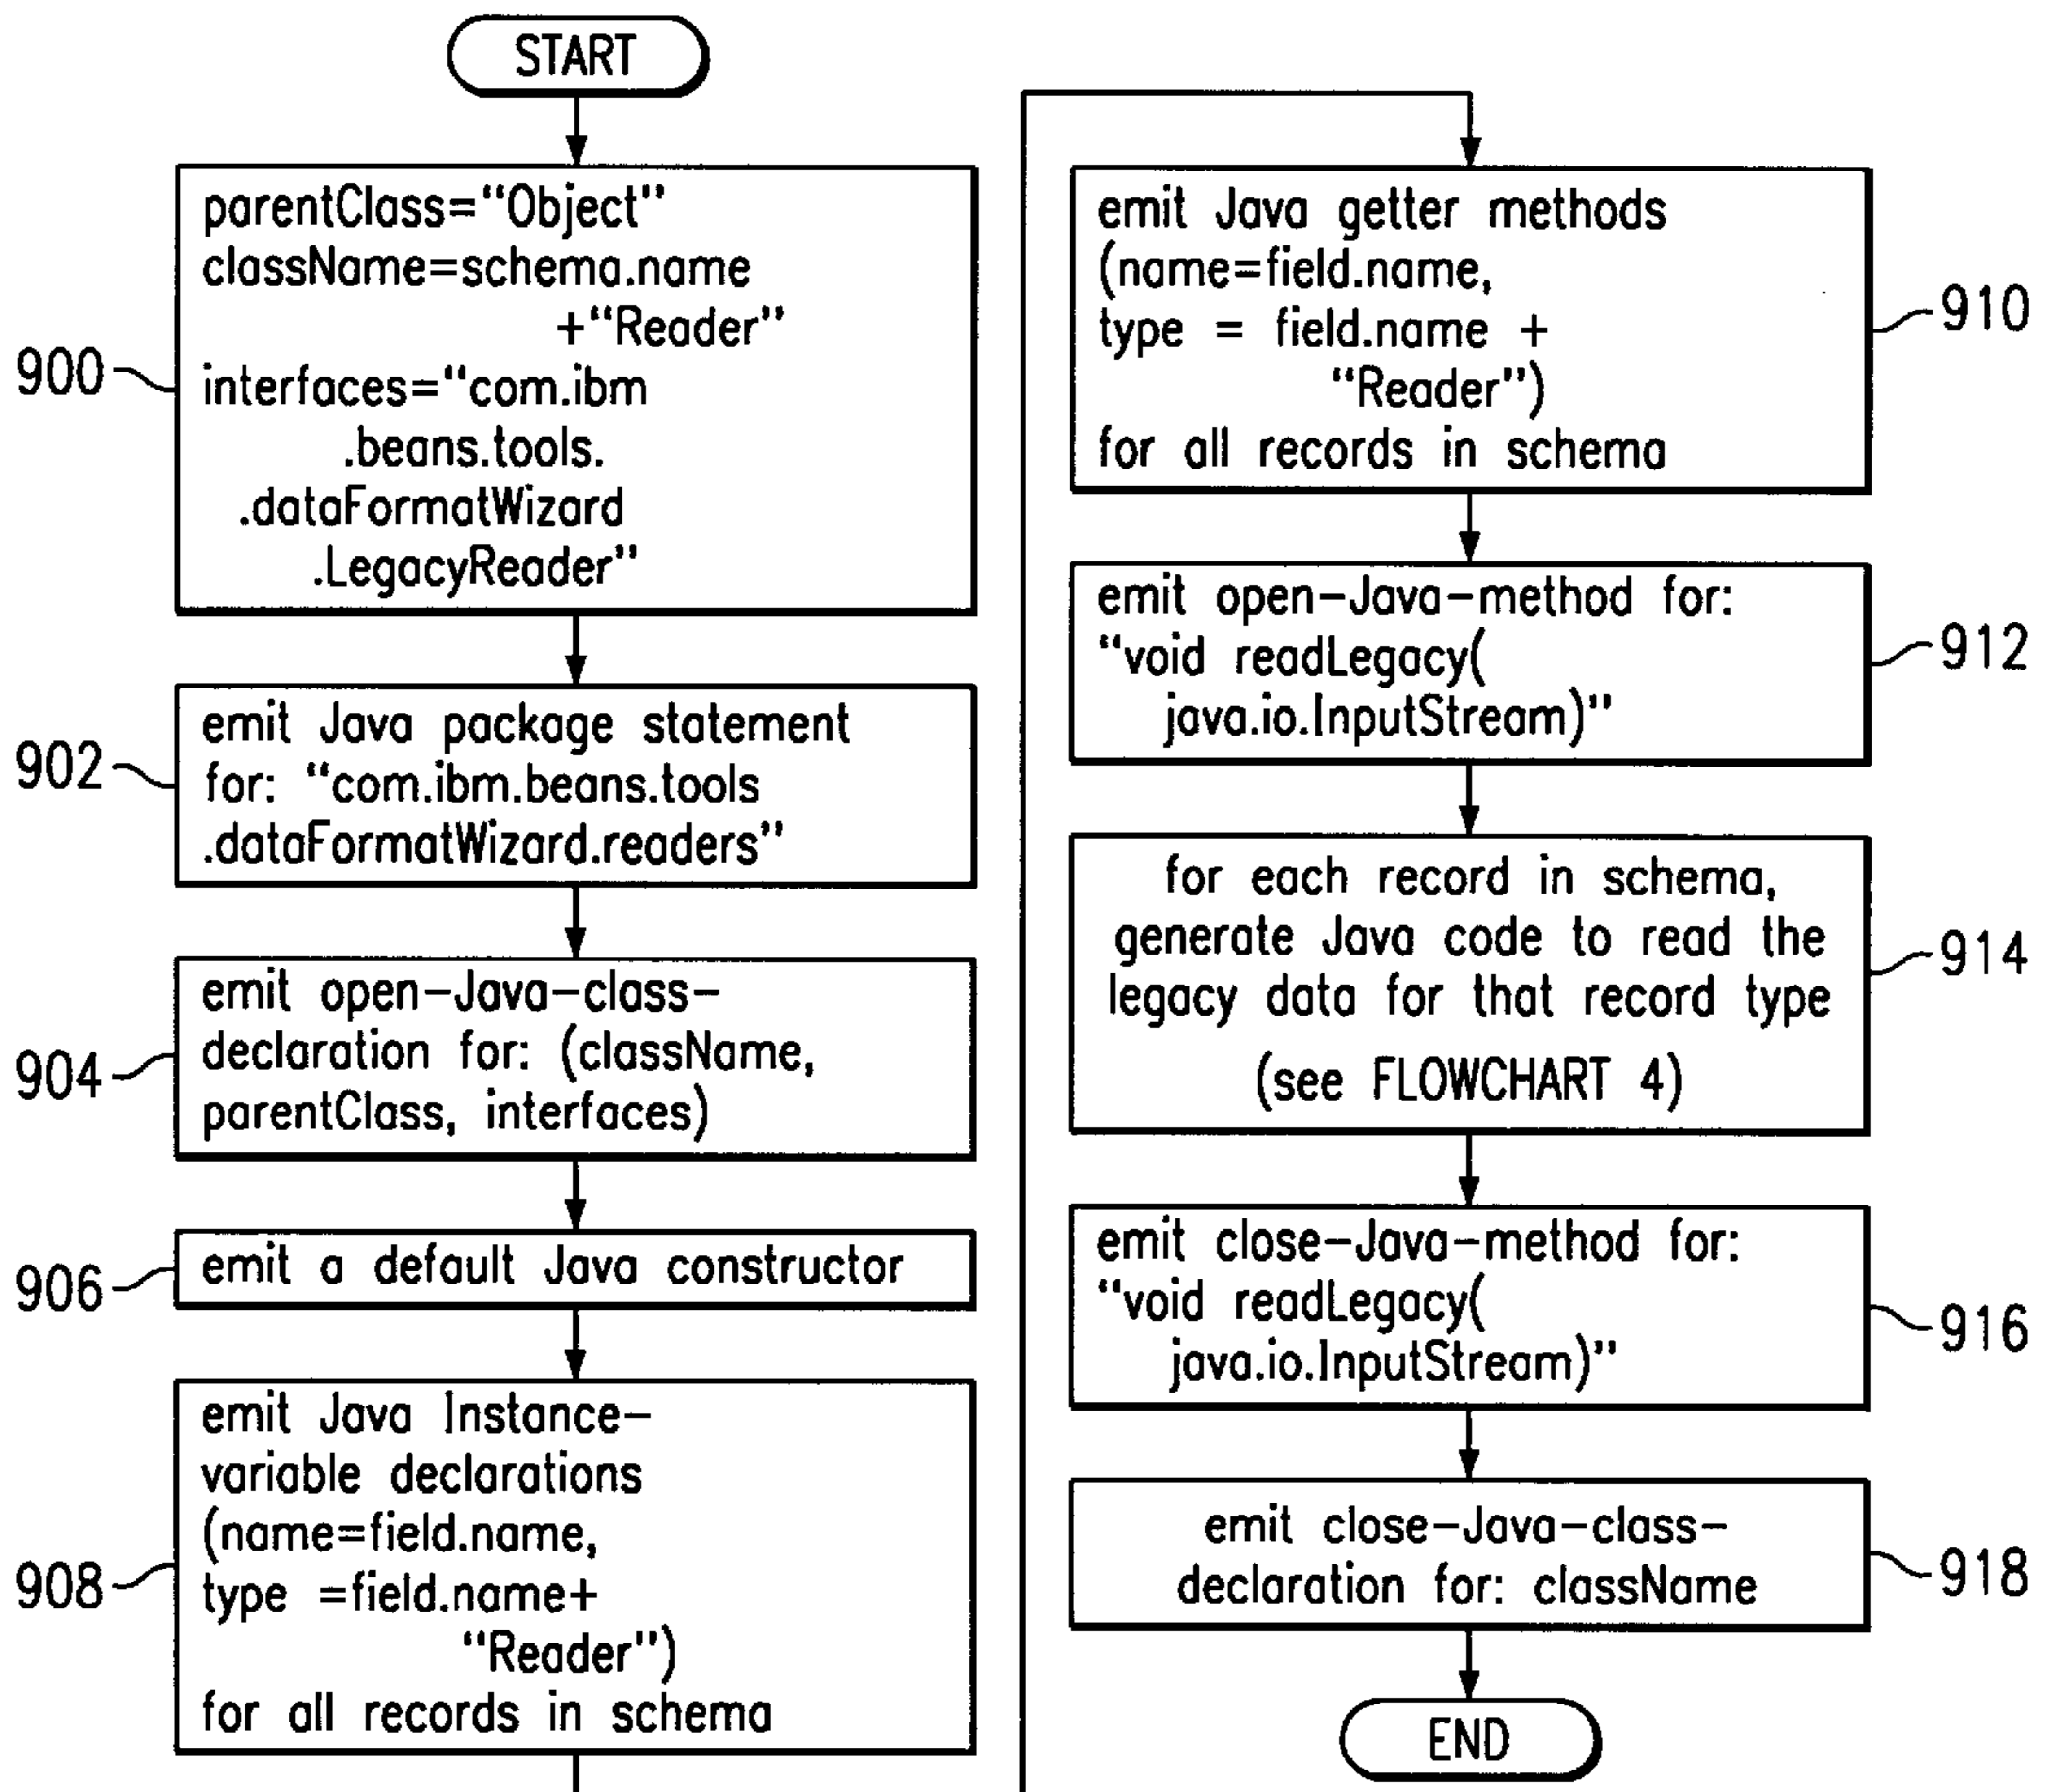 START
900
parentClass="Object"
className=schema.name
+"Reader"
interfaces="com.ibm
.beans.tools.
.dataFormatWizard
.LegacyReader"
902
emit Java package statement
for: "com.ibm.beans.tools
.dataFormatWizard.readers"
904
emit open-Java-class-
declaration for: (className,
parentClass, interfaces)
906
emit a default Java constructor
908
emit Java Instance-
variable declarations
(name=field.name,
type =field.name+
"Reader")
for all records in schema
emit Java getter methods
(name=field.name,
type = field.name +
"Reader")
for all records in schema
910
emit open-Java-method for:
"void readLegacy(
java.io.InputStream)"
912
for each record in schema,
generate Java code to read the
legacy data for that record type
(see FLOWCHART 4)
914
emit close-Java-method for:
"void readLegacy(
java.io.InputStream)"
916
emit close-Java-class-
declaration for: className
918
END